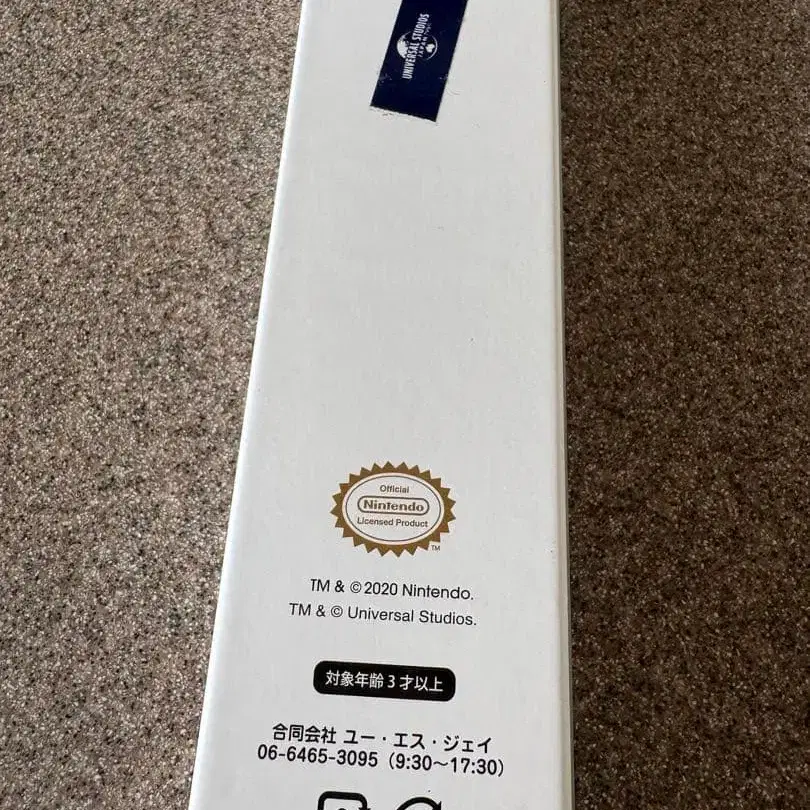 UNIVERSAL STUDIOS
JAPAN
Official
Nintendo
Licensed Product
TM
TM & © 2020 Nintendo.
TM & © Universal Studios.
対象年齢 3 才以上
合同会社 ユー・エス・ジェイ
06-6465-3095（9:30～17:30）